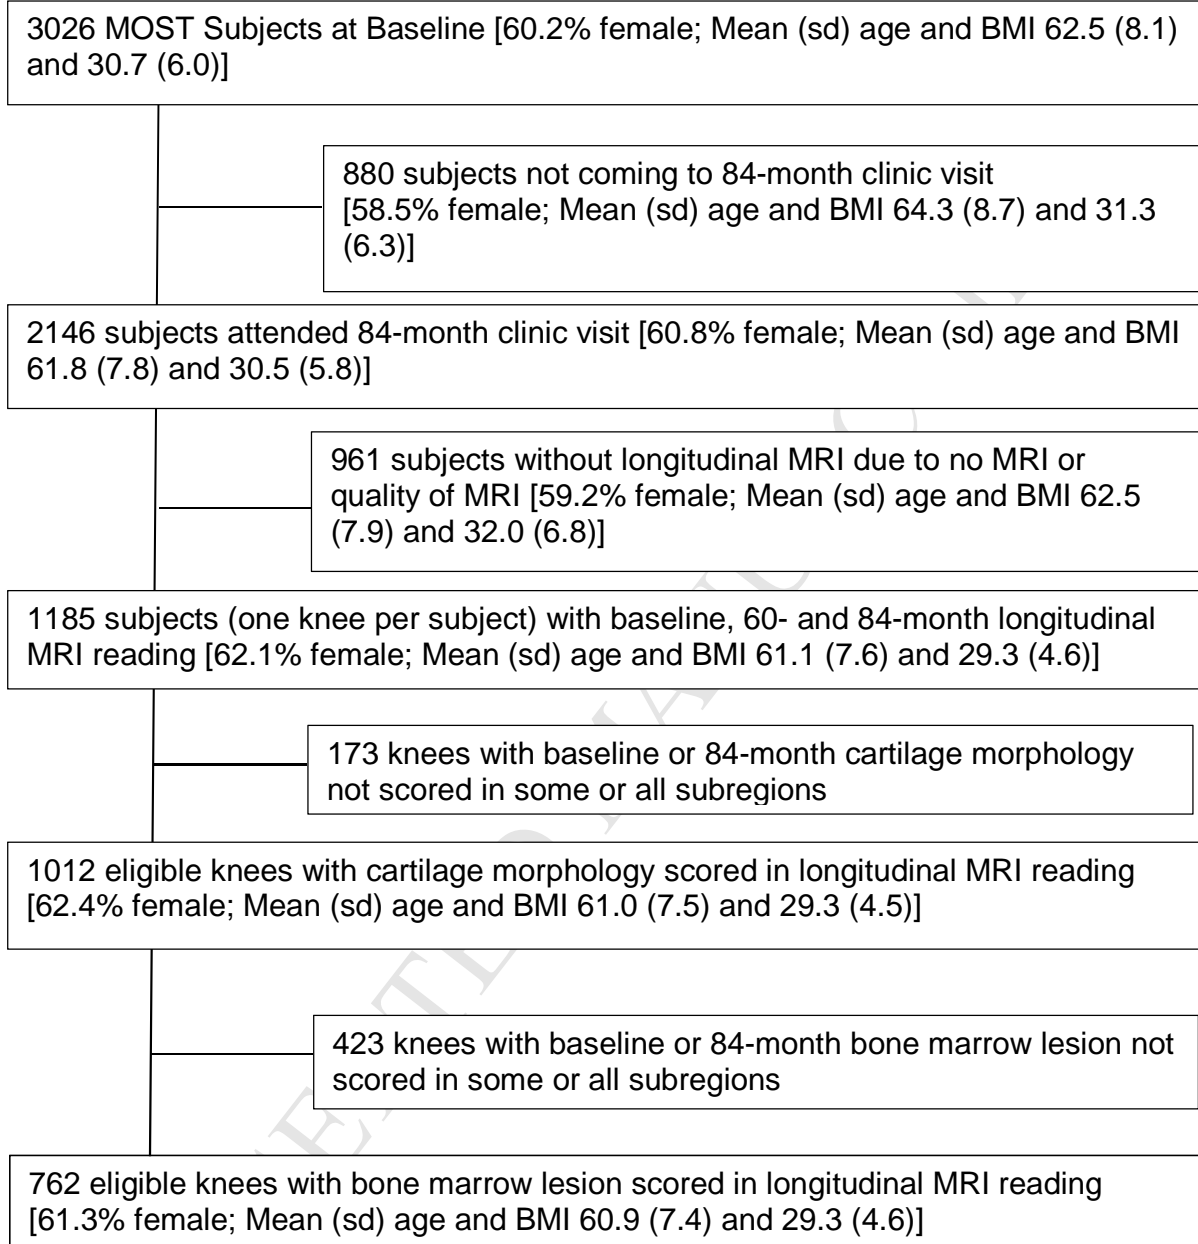 3026 MOST Subjects at Baseline [60.2% female; Mean (sd) age and BMI 62.5 (8.1)
and 30.7 (6.0)]
880 subjects not coming to 84-month clinic visit
[58.5% female; Mean (sd) age and BMI 64.3 (8.7) and 31.3
(6.3)]
2146 subjects attended 84-month clinic visit [60.8% female; Mean (sd) age and BMI
61.8 (7.8) and 30.5 (5.8)]
961 subjects without longitudinal MRI due to no MRI or
quality of MRI [59.2% female; Mean (sd) age and BMI 62.5
(7.9) and 32.0 (6.8)]
1185 subjects (one knee per subject) with baseline, 60- and 84-month longitudinal
MRI reading [62.1% female; Mean (sd) age and BMI 61.1 (7.6) and 29.3 (4.6)]
173 knees with baseline or 84-month cartilage morphology
not scored in some or all subregions
1012 eligible knees with cartilage morphology scored in longitudinal MRI reading
[62.4% female; Mean (sd) age and BMI 61.0 (7.5) and 29.3 (4.5)]
423 knees with baseline or 84-month bone marrow lesion not
scored in some or all subregions
762 eligible knees with bone marrow lesion scored in longitudinal MRI reading
[61.3% female; Mean (sd) age and BMI 60.9 (7.4) and 29.3 (4.6)]